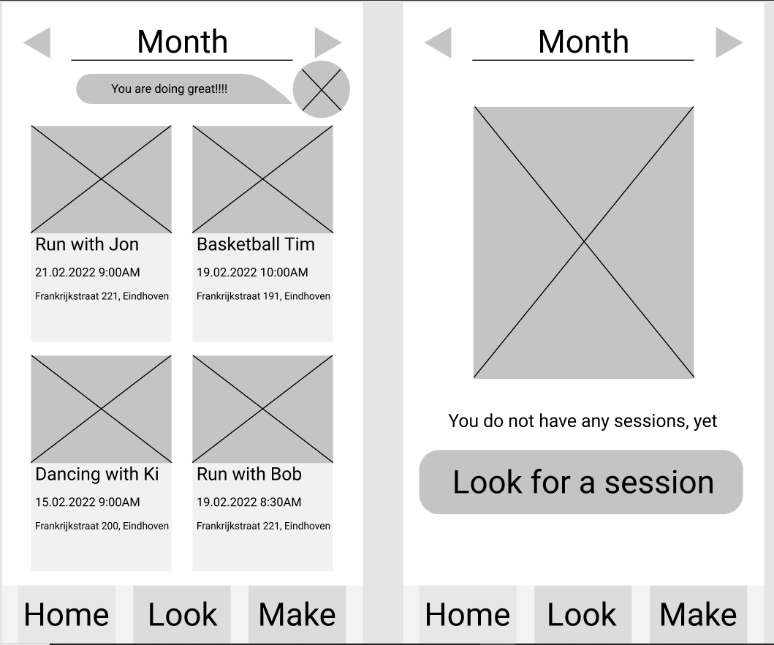 Month
You are doing great!!!!
Run with Jon
21.02.2022 9:00AM
Frankrijkstraat 221, Eindhoven
Basketball Tim
19.02.2022 10:00AM
Frankrijkstraat 191, Eindhoven
Dancing with Ki
15.02.2022 9:00AM
Frankrijkstraat 200, Eindhoven
Run with Bob
19.02.2022 8:30AM
Frankrijkstraat 221, Eindhoven
Home
Look
Make
Month
You do not have any sessions, yet
Look for a session
Home
Look
Make